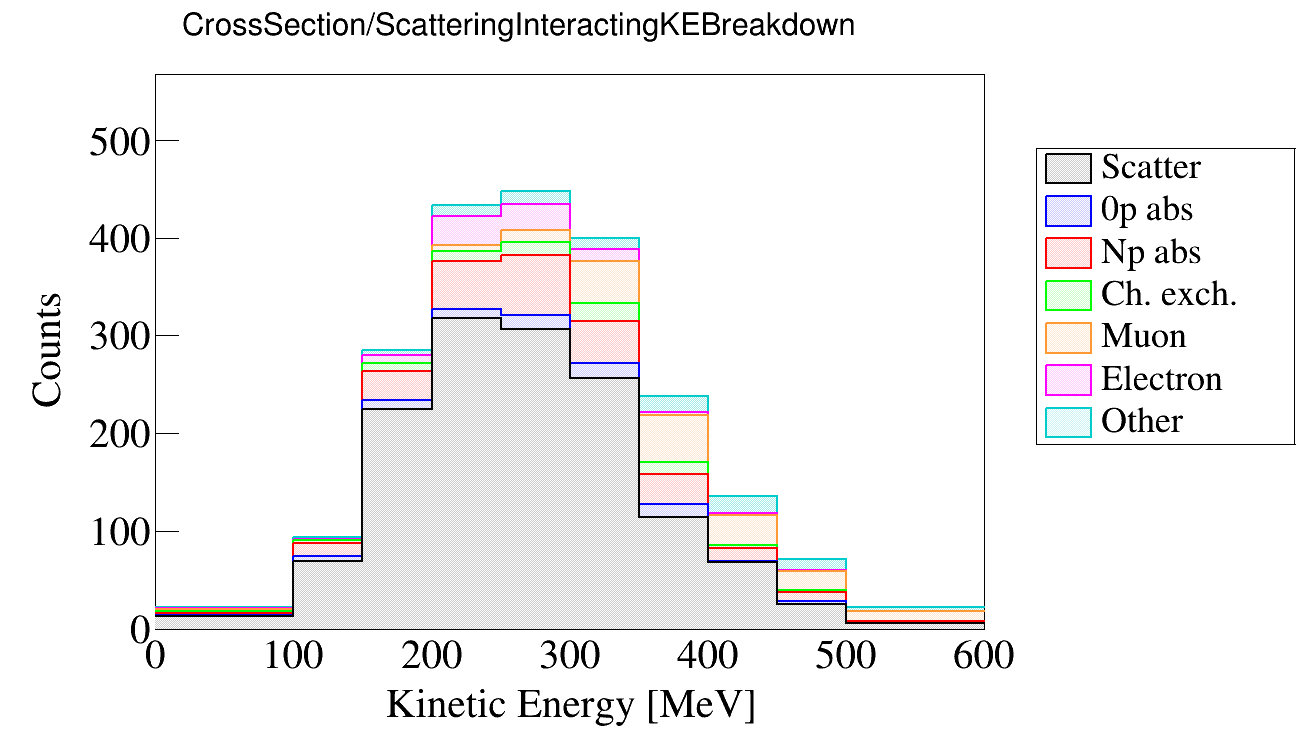 CrossSection/ScatteringInteractingKEBreakdown
500
400
300
200
100
0
Counts
0 100 200 300 400 500 600
Kinetic Energy [MeV]
Scatter
0p abs
Np abs
Ch. exch.
Muon
Electron
Other